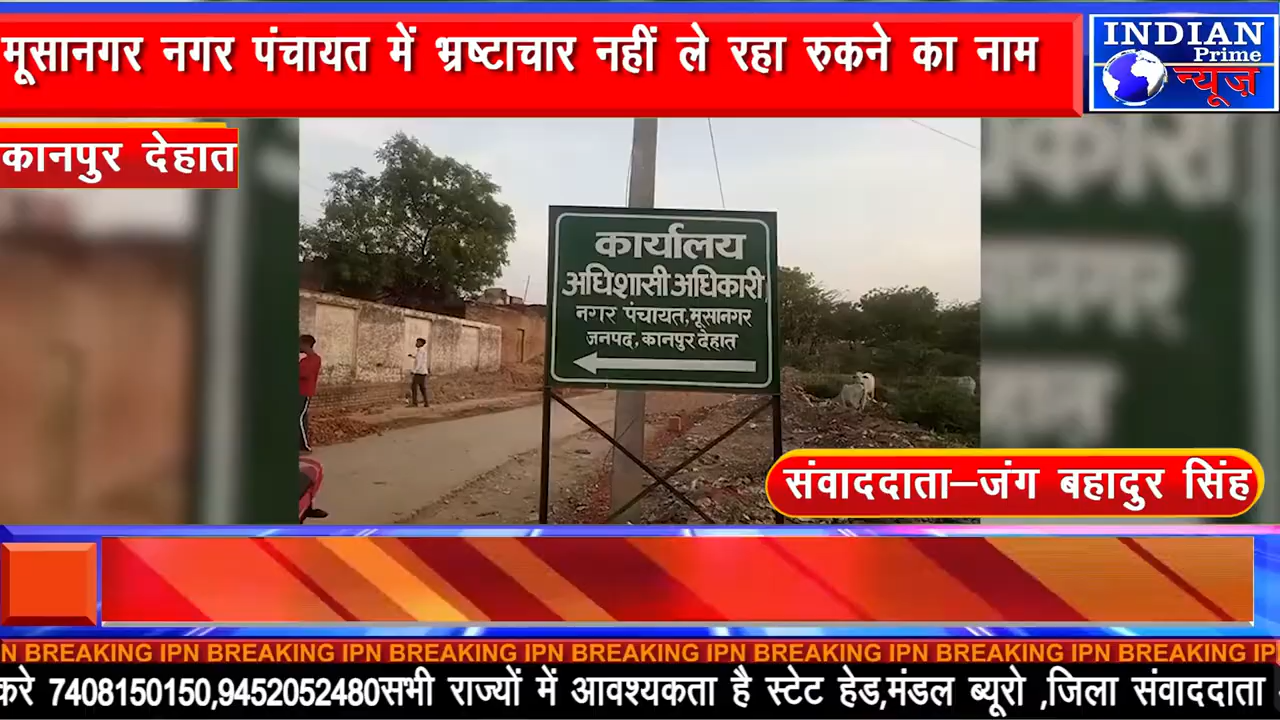 मूसानगर नगर पंचायत में भ्रष्टाचार नहीं ले रहा रुकने का नाम
INDIAN
Prime
न्यूज़
कानपुर देहात
कार्यालय
अधिशासी अधिकारी
नगर पंचायत,मूसानगर
जनपद, कानपुर देहात
संवाददाता–जंग बहादुर सिंह
N BREAKING IPN BREAKING IPN BREAKING IPN BREAKING IPN BREAKING IPN BREAKING IPN BREAKING IP
करे 7408150150,9452052480सभी राज्यों में आवश्यकता है स्टेट हेड,मंडल ब्यूरो ,जिला संवाददाता